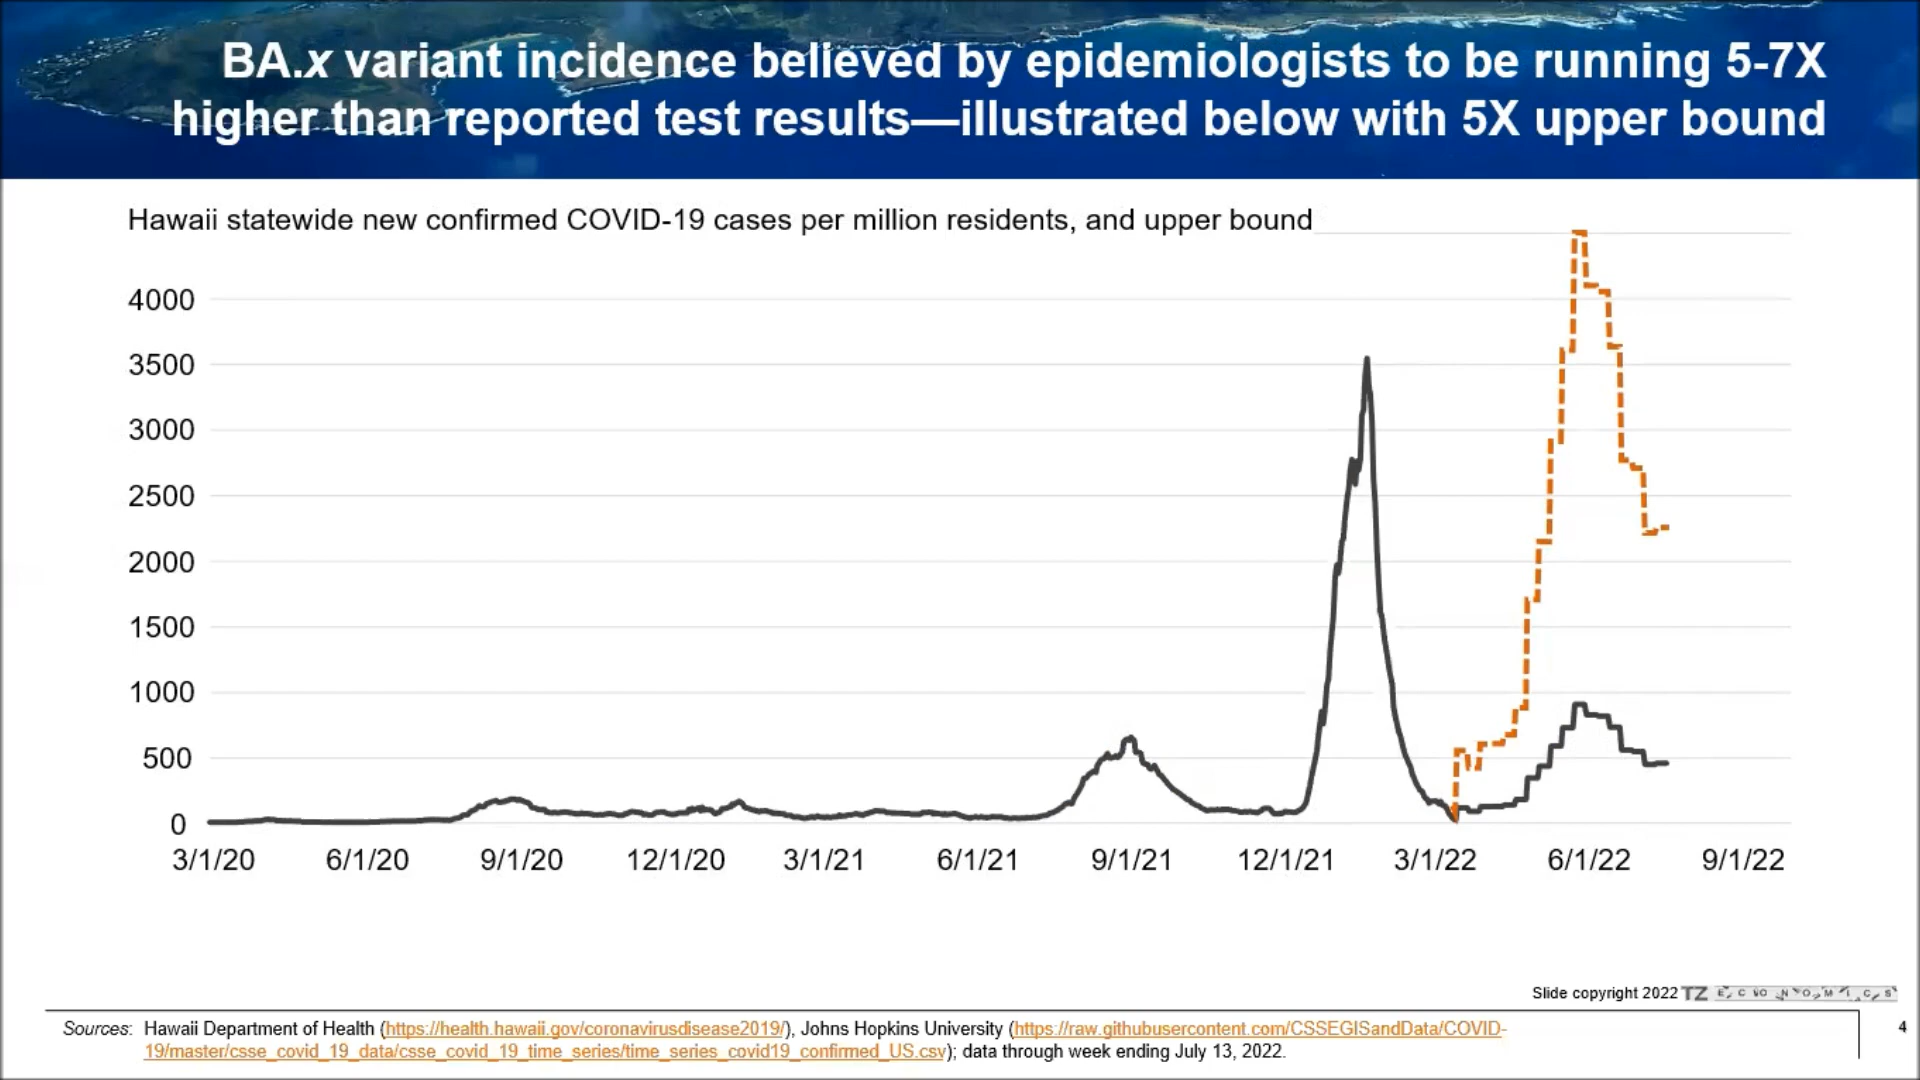 BA.x variant incidence believed by epidemiologists to be running 5-7X
higher than reported test results—illustrated below with 5X upper bound
Hawaii statewide new confirmed COVID-19 cases per million residents, and upper bound
4000
3500
3000
2500
2000
1500
1000
500
0
3/1/20 6/1/20 9/1/20 12/1/20 3/1/21 6/1/21 9/1/21 12/1/21 3/1/22 6/1/22 9/1/22
Slide copyright 2022 TZ ECONOMICS
Sources: Hawaii Department of Health (https://health.hawaii.gov/coronavirusdisease2019/), Johns Hopkins University (https://raw.githubusercontent.com/CSSEGISandData/COVID-
19/master/csse_covid_19_data/csse_covid_19_time_series/time_series_covid19_confirmed_US.csv); data through week ending July 13, 2022.
4